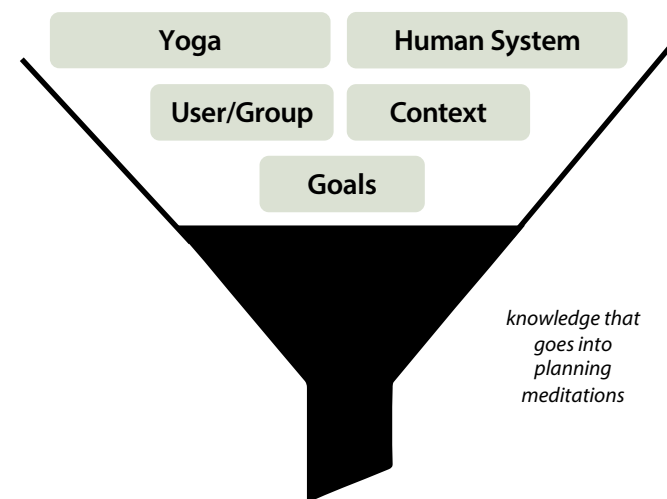 Yoga
Human System
User/Group
Context
Goals
knowledge that
goes into
planning
meditations